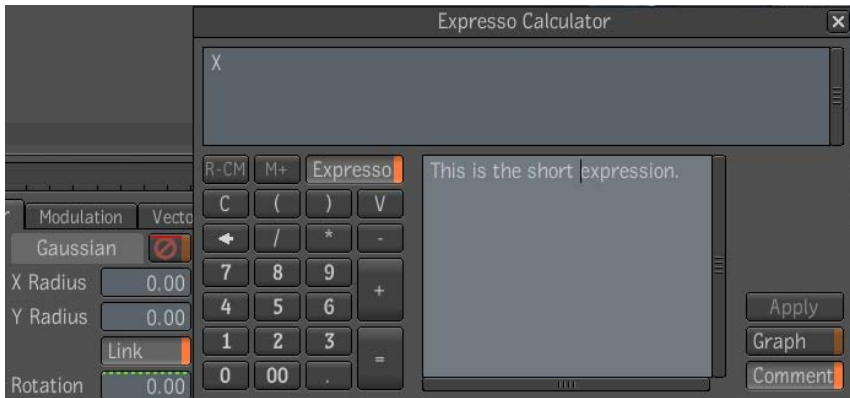 Expresso Calculator
X
R-CM M+ Expresso
This is the short expression.
C ( ) V
/ * -
7 8 9 +
4 5 6
1 2 3 =
0 00 .
Modulation
Gaussian
X Radius 0.00
Y Radius 0.00
Link
Rotation 0.00
Apply
Graph
Comment